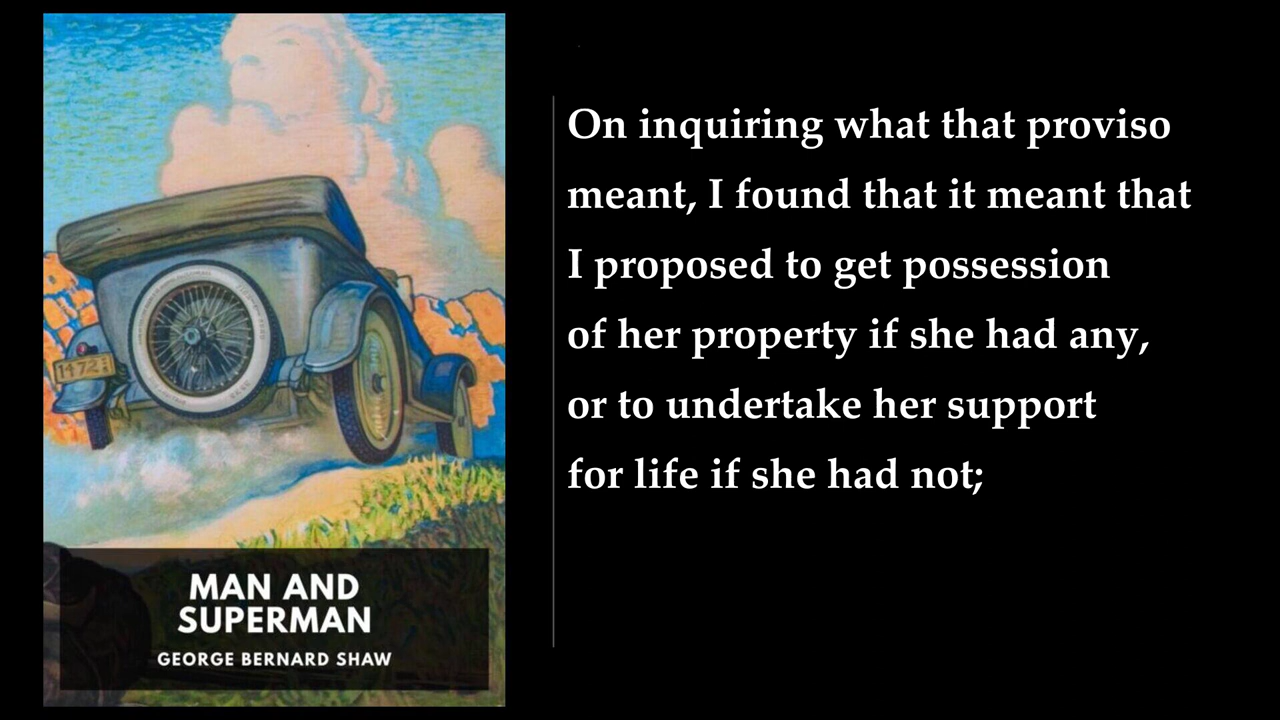 On inquiring what that proviso
meant, I found that it meant that
I proposed to get possession
of her property if she had any,
or to undertake her support
for life if she had not;
1472
MAN AND
SUPERMAN
GEORGE BERNARD SHAW